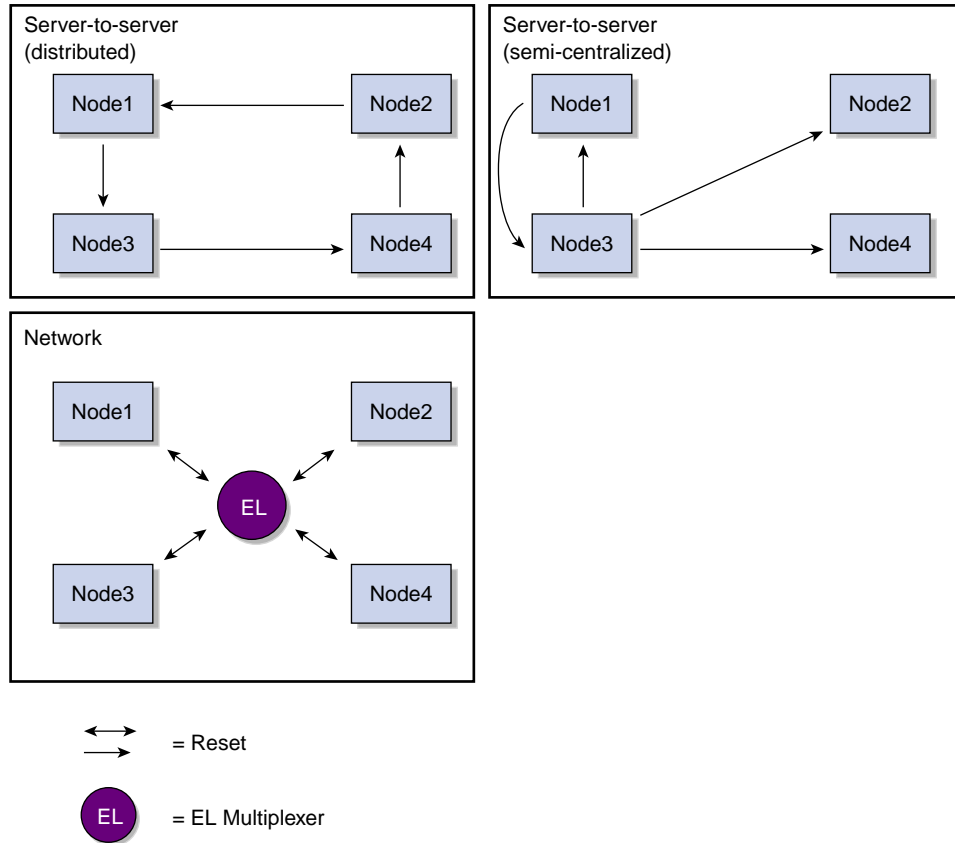 Server-to-server
(distributed)
Node1
Node2
Node3
Node4
Server-to-server
(semi-centralized)
Node1
Node2
Node3
Node4
Network
Node1
Node2
EL
Node3
Node4
= Reset
EL
= EL Multiplexer